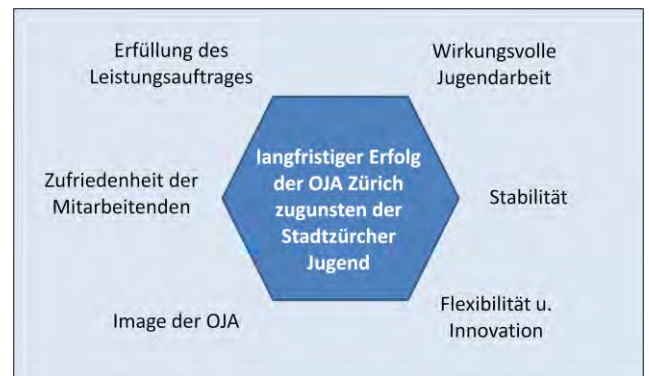 Erfüllung des
Leistungsauftrages
Wirkungsvolle
Jugendarbeit
langfristiger Erfolg
der OJA Zürich
zugunsten der
Stadtzürcher
Jugend
Zufriedenheit der
Mitarbeitenden
Stabilität
Image der OJA
Flexibilität u.
Innovation